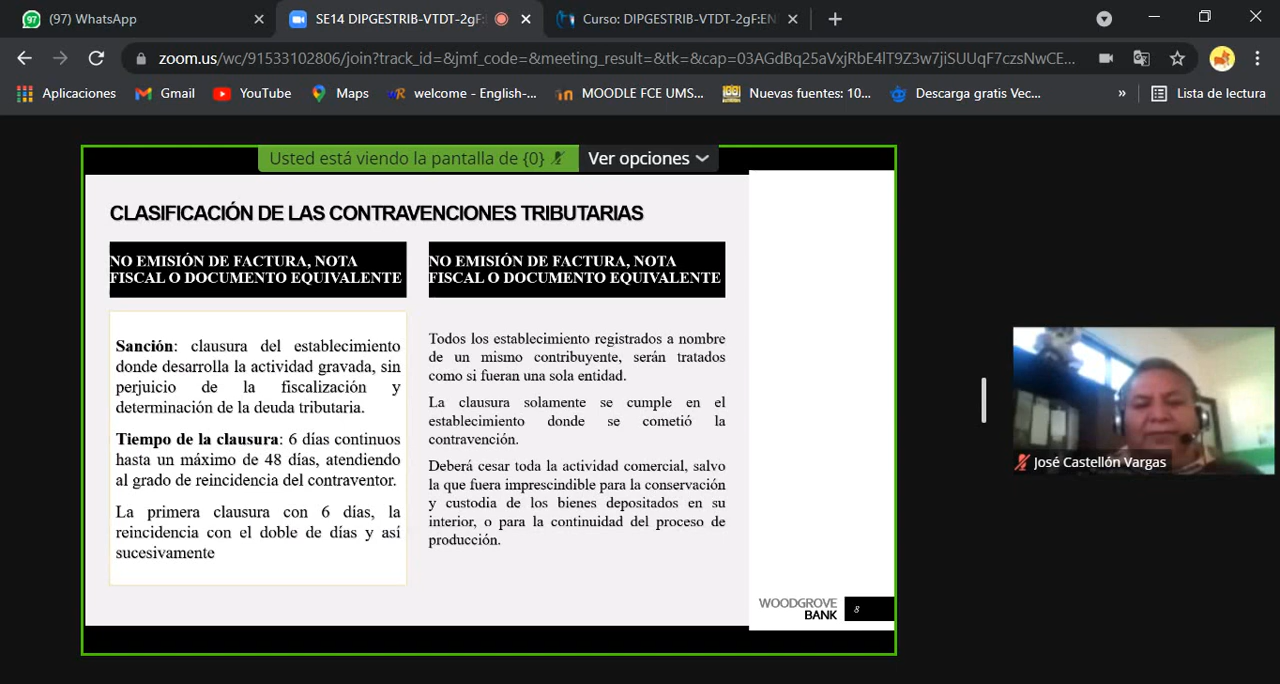 (97) WhatsApp
SE14 DIPGESTRIB-VTDT-2gF:
Curso: DIPGESTRIB-VTDT-2gF:EN
zoom.us/wc/91533102806/join?track_id=&jmf_code=&meeting_result=&tk=&cap=03AGdBq25aVxjRbE4lT9Z3w7jiSUUqF7czsNwCE...
Aplicaciones
Gmail
YouTube
Maps
welcome - English-...
MOODLE FCE UMS...
Nuevas fuentes: 10...
Descarga gratis Vec...
»
Lista de lectura
Usted está viendo la pantalla de {0}
Ver opciones
CLASIFICACIÓN DE LAS CONTRAVENCIONES TRIBUTARIAS
NO EMISIÓN DE FACTURA, NOTA
FISCAL O DOCUMENTO EQUIVALENTE
Sanción: clausura del establecimiento
donde desarrolla la actividad gravada, sin
perjuicio de la fiscalización y
determinación de la deuda tributaria.
Tiempo de la clausura: 6 días continuos
hasta un máximo de 48 días, atendiendo
al grado de reincidencia del contraventor.
La primera clausura con 6 días, la
reincidencia con el doble de días y así
sucesivamente
NO EMISIÓN DE FACTURA, NOTA
FISCAL O DOCUMENTO EQUIVALENTE
Todos los establecimiento registrados a nombre
de un mismo contribuyente, serán tratados
como si fueran una sola entidad.
La clausura solamente se cumple en el
establecimiento donde se cometió la
contravención.
Deberá cesar toda la actividad comercial, salvo
la que fuera imprescindible para la conservación
y custodia de los bienes depositados en su
interior, o para la continuidad del proceso de
producción.
WOODGROVE
BANK
8
José Castellón Vargas